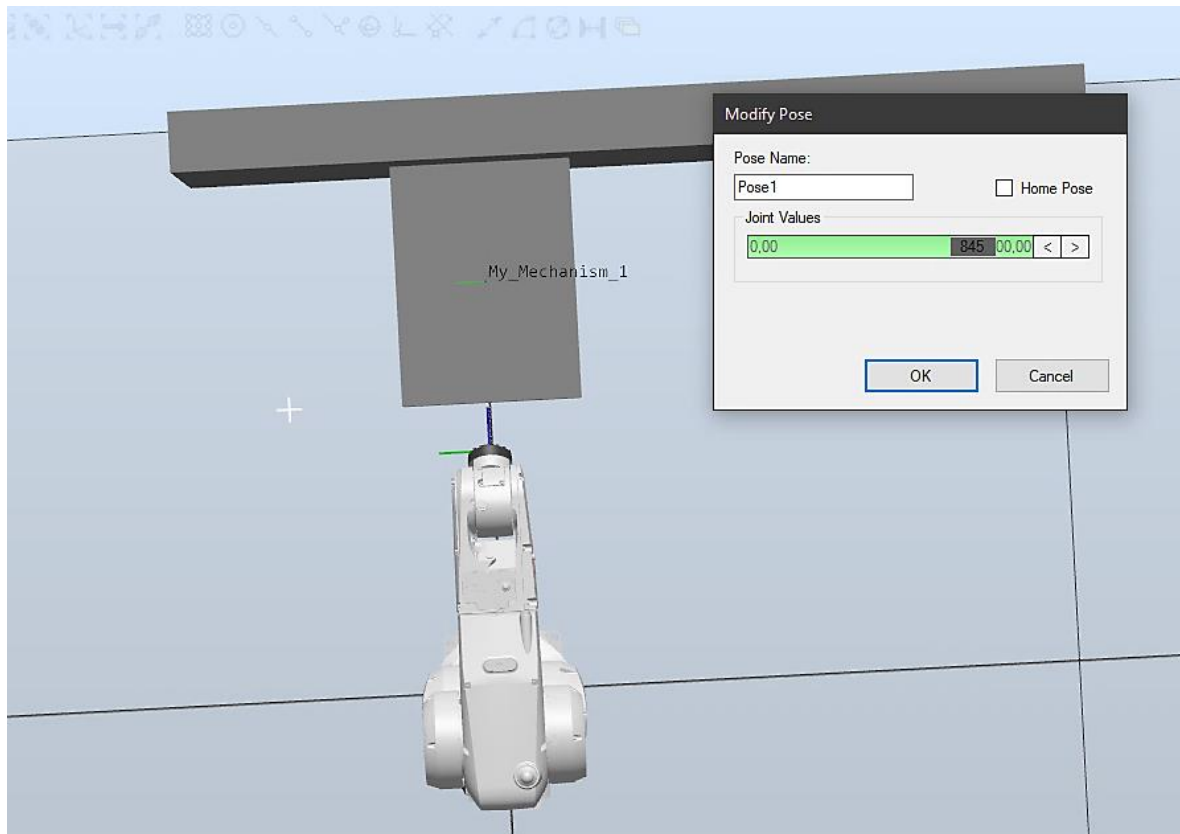 Modify Pose
Pose Name:
Pose1
Home Pose
Joint Values
0,00 845 00,00 < >
My_Mechanism_1
OK Cancel